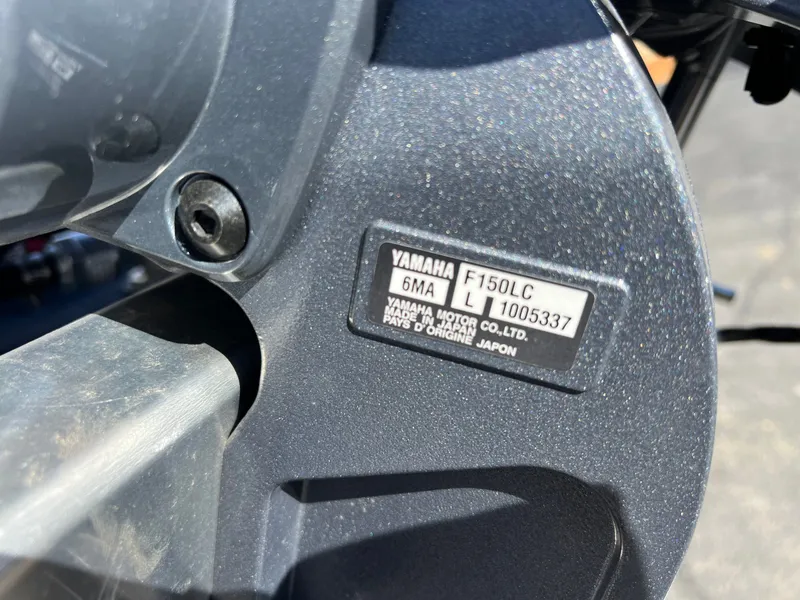 YAMAHA F150LC
6MA L 1005337
YAMAHA MOTOR CO.,LTD.
MADE IN JAPAN
PAYS D'ORIGINE JAPON